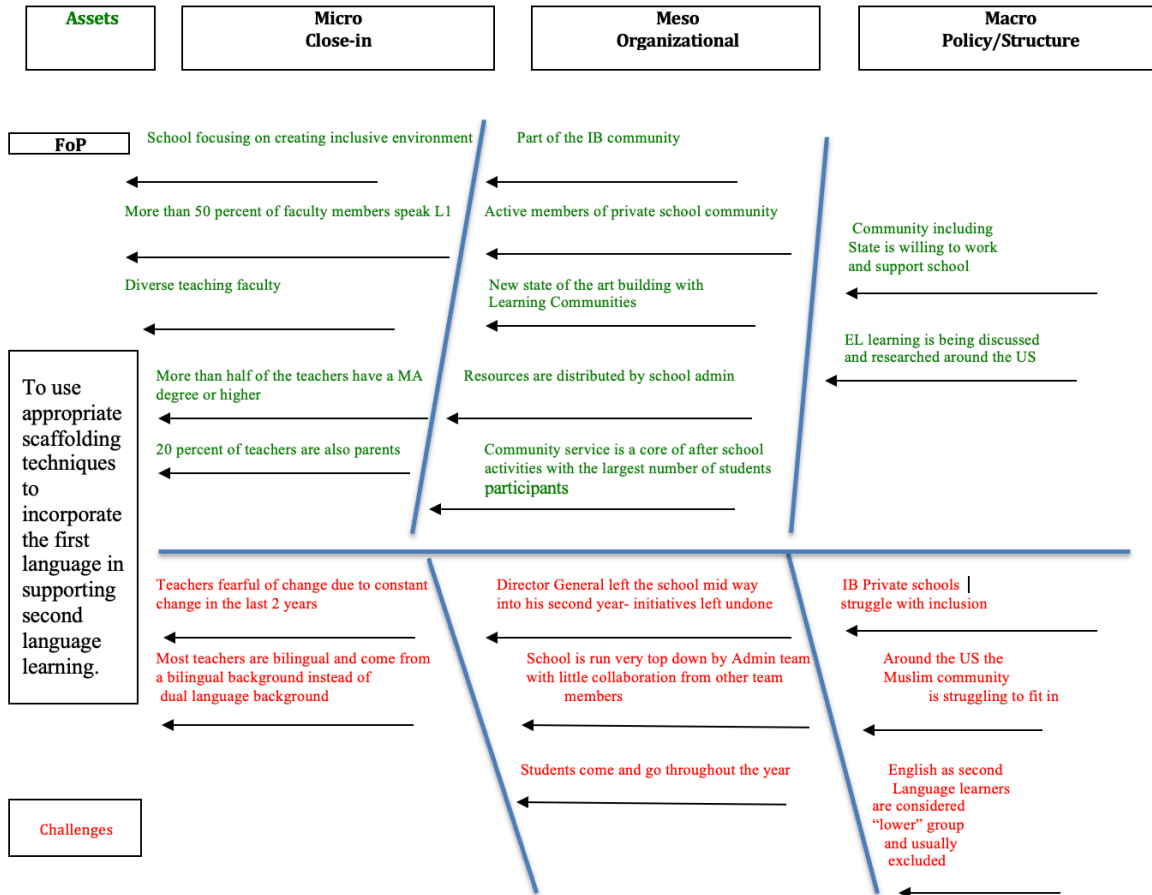 Assets
Micro
Close-in
Meso
Organizational
Macro
Policy/Structure
FoP
School focusing on creating inclusive environment
More than 50 percent of faculty members speak L1
Diverse teaching faculty
More than half of the teachers have a MA
degree or higher
20 percent of teachers are also parents
Part of the IB community
Active members of private school community
New state of the art building with
Learning Communities
Resources are distributed by school admin
Community service is a core of after school
activities with the largest number of students
participants
Community including
State is willing to work
and support school
EL learning is being discussed
and researched around the US
To use
appropriate
scaffolding
techniques
to
incorporate
the first
language in
supporting
second
language
learning.
Teachers fearful of change due to constant
change in the last 2 years
Most teachers are bilingual and come from
a bilingual background instead of
dual language background
Director General left the school mid way
into his second year- initiatives left undone
School is run very top down by Admin team
with little collaboration from other team
members
Students come and go throughout the year
IB Private schools
struggle with inclusion
Around the US the
Muslim community
is struggling to fit in
English as second
Language learners
are considered
“lower” group
and usually
excluded
Challenges